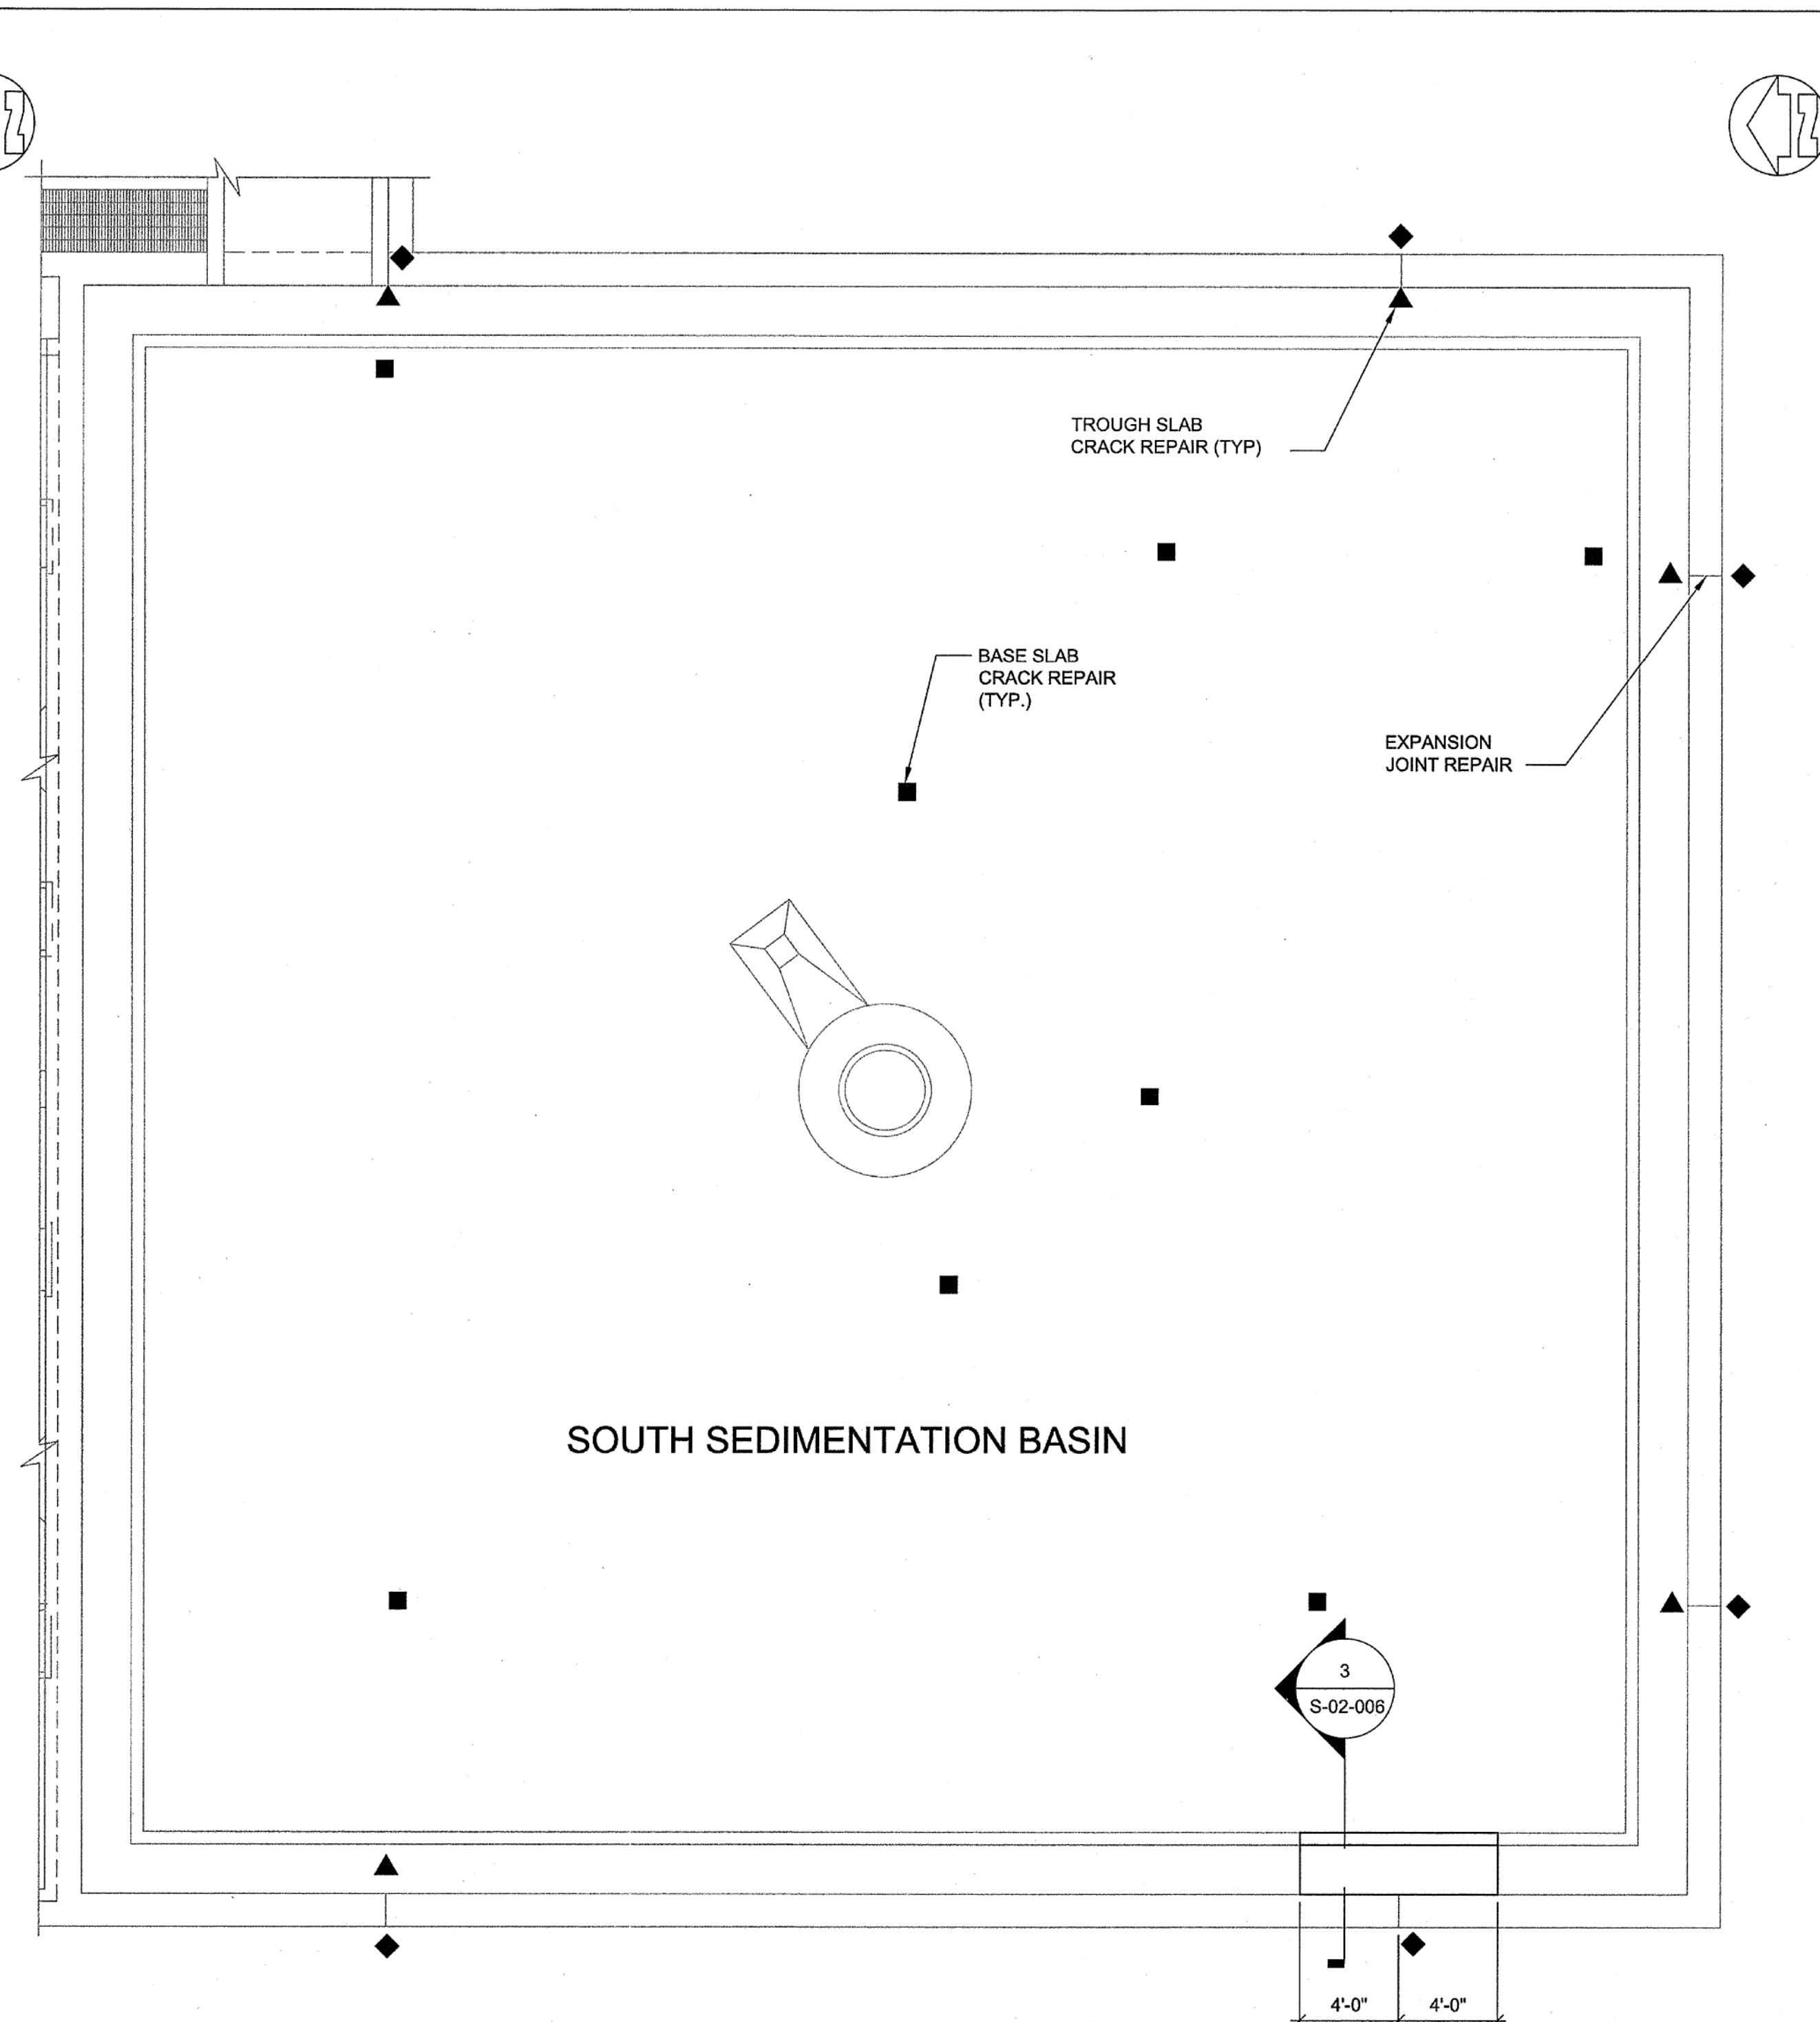 N
N
TROUGH SLAB
CRACK REPAIR (TYP)
BASE SLAB
CRACK REPAIR
(TYP.)
EXPANSION
JOINT REPAIR
SOUTH SEDIMENTATION BASIN
3
S-02-006
4'-0" 4'-0"